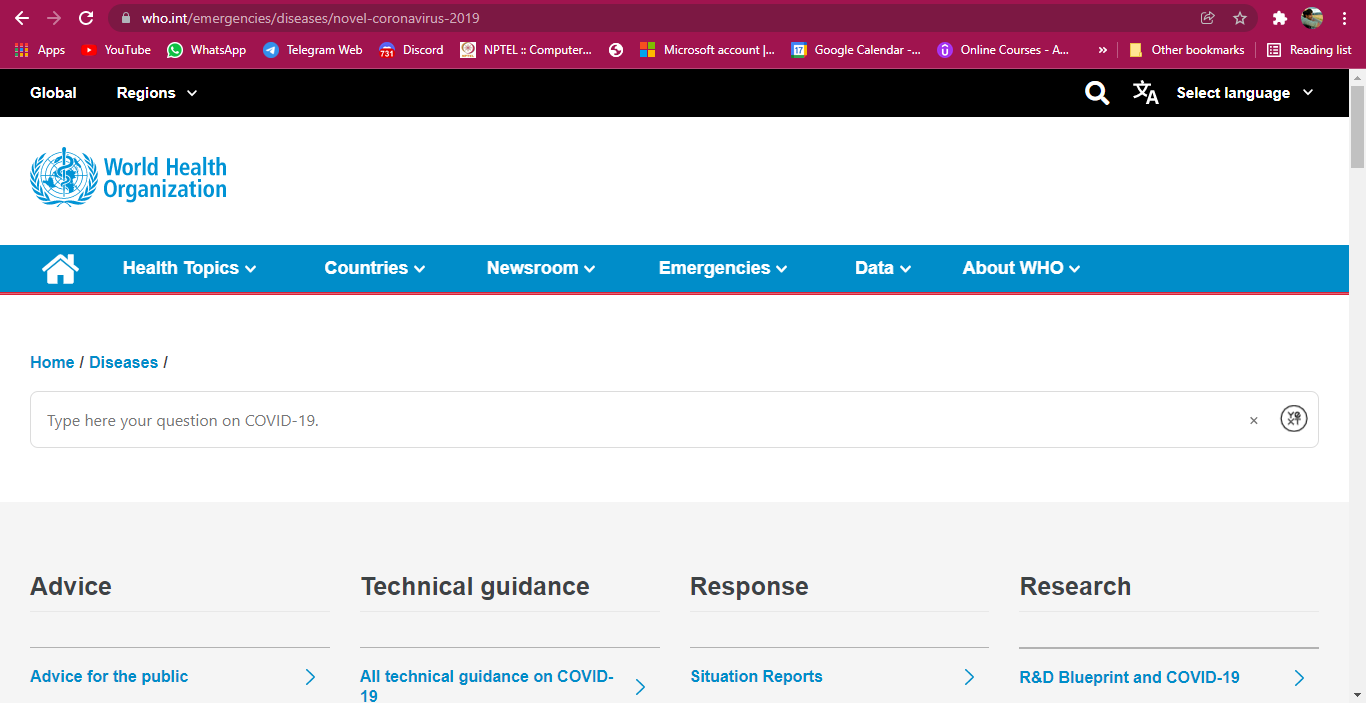 who.int/emergencies/diseases/novel-coronavirus-2019
Apps YouTube WhatsApp Telegram Web 731 Discord NPTEL :: Computer... Microsoft account |... 17 Google Calendar -... Online Courses - A... » Other bookmarks Reading list
Global Regions Select language
World Health
Organization
Health Topics Countries Newsroom Emergencies Data About WHO
Home / Diseases /
Type here your question on COVID-19. × YEXT
Advice Technical guidance Response Research
Advice for the public All technical guidance on COVID-
19 Situation Reports R&D Blueprint and COVID-19